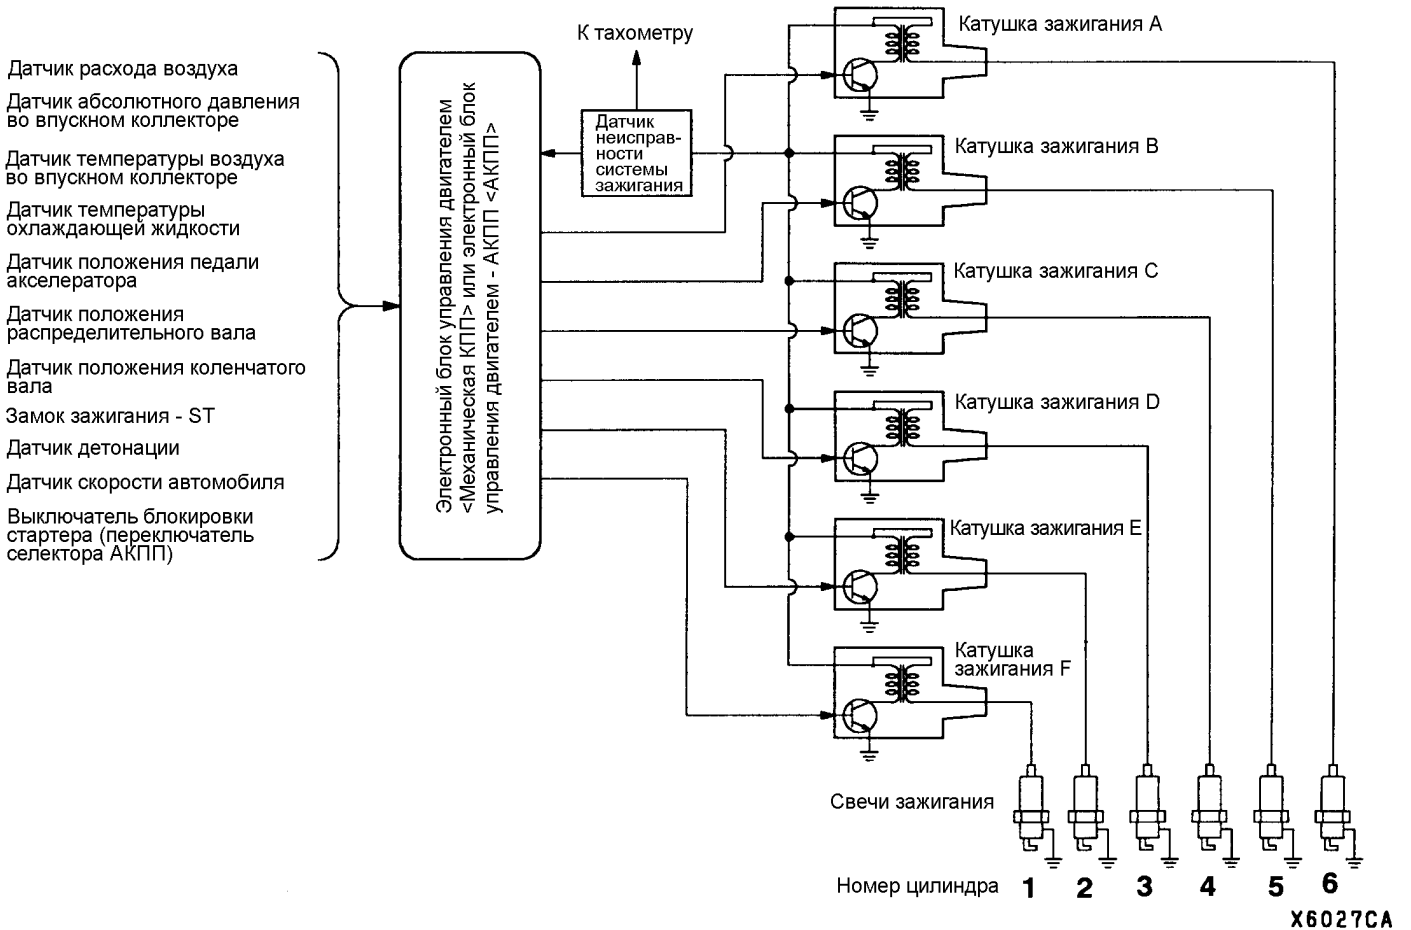 К тахометру
Датчик расхода воздуха
Датчик абсолютного давления
во впускном коллекторе
Датчик температуры воздуха
во впускном коллекторе
Датчик температуры
охлаждающей жидкости
Датчик положения педали
акселератора
Датчик положения
распределительного вала
Датчик положения коленчатого
вала
Замок зажигания - ST
Датчик детонации
Датчик скорости автомобиля
Выключатель блокировки
стартера (переключатель
селектора АКПП)
Электронный блок управления двигателем
<Механическая КПП> или электронный блок
управления двигателем - АКПП <АКПП>
Датчик
неисправ-
ности
системы
зажигания
Катушка зажигания A
Катушка зажигания B
Катушка зажигания C
Катушка зажигания D
Катушка зажигания E
Катушка
зажигания F
Свечи зажигания
Номер цилиндра 1 2 3 4 5 6
X6027CA